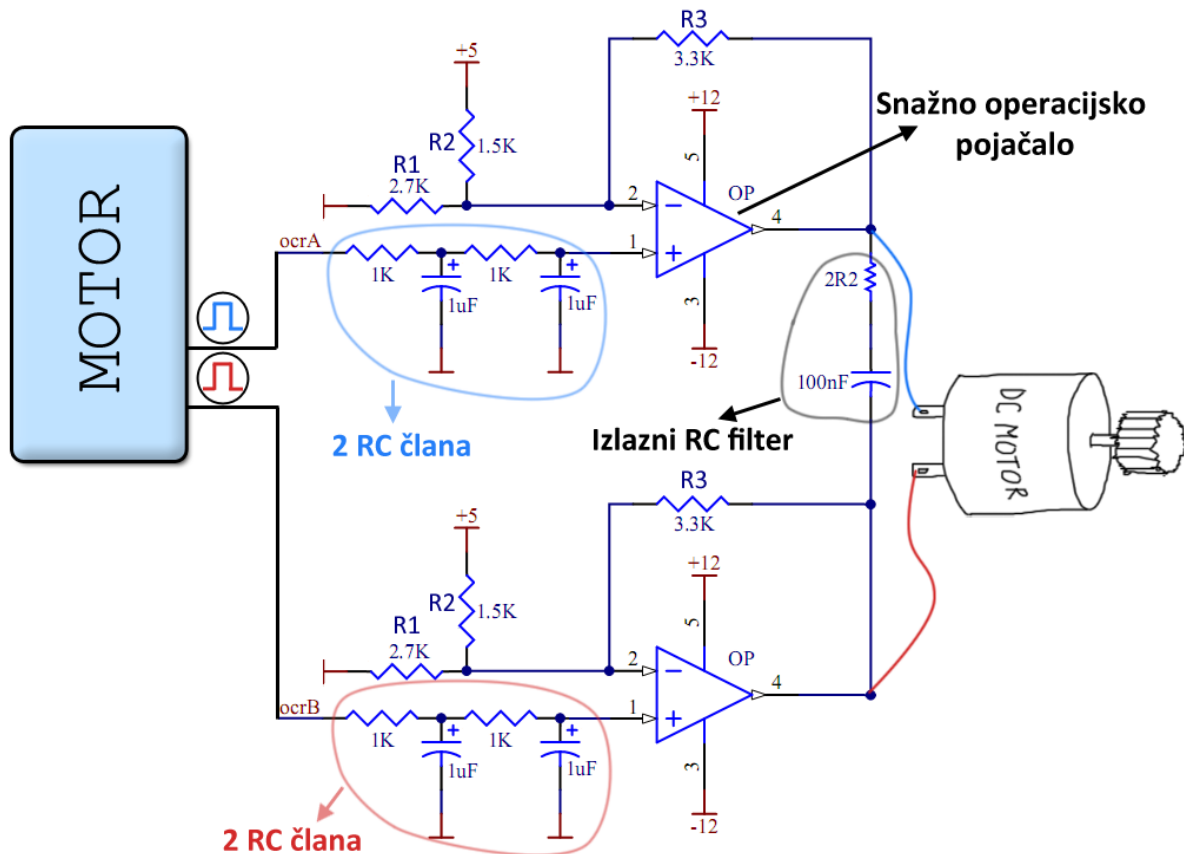 R3
3.3K
+5
+12
Snažno operacijsko
pojačalo
R2
1.5K
5
OP
R1
2.7K
2
4
MOTOR
ocrA
1
1K
1K
1uF
1uF
2R2
3
-12
100nF
2 RC člana
Izlazni RC filter
DC MOTOR
R3
3.3K
+5
+12
R2
1.5K
5
OP
R1
2.7K
2
4
ocrB
1
1K
1K
1uF
1uF
3
-12
2 RC člana